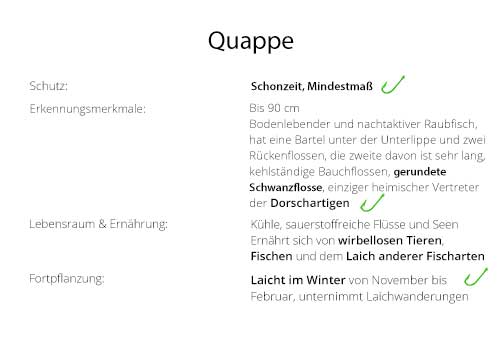 Quappe
Schutz: Schonzeit, Mindestmaß
Erkennungsmerkmale: Bis 90 cm
Bodenlebender und nachtaktiver Raubfisch,
hat eine Bartel unter der Unterlippe und zwei
Rückenflossen, die zweite davon ist sehr lang,
kehlständige Bauchflossen, gerundete
Schwanzflosse, einziger heimischer Vertreter
der Dorschartigen
Lebensraum & Ernährung: Kühle, sauerstoffreiche Flüsse und Seen
Ernährt sich von wirbellosen Tieren,
Fischen und dem Laich anderer Fischarten
Fortpflanzung: Laicht im Winter von November bis
Februar, unternimmt Laichwanderungen